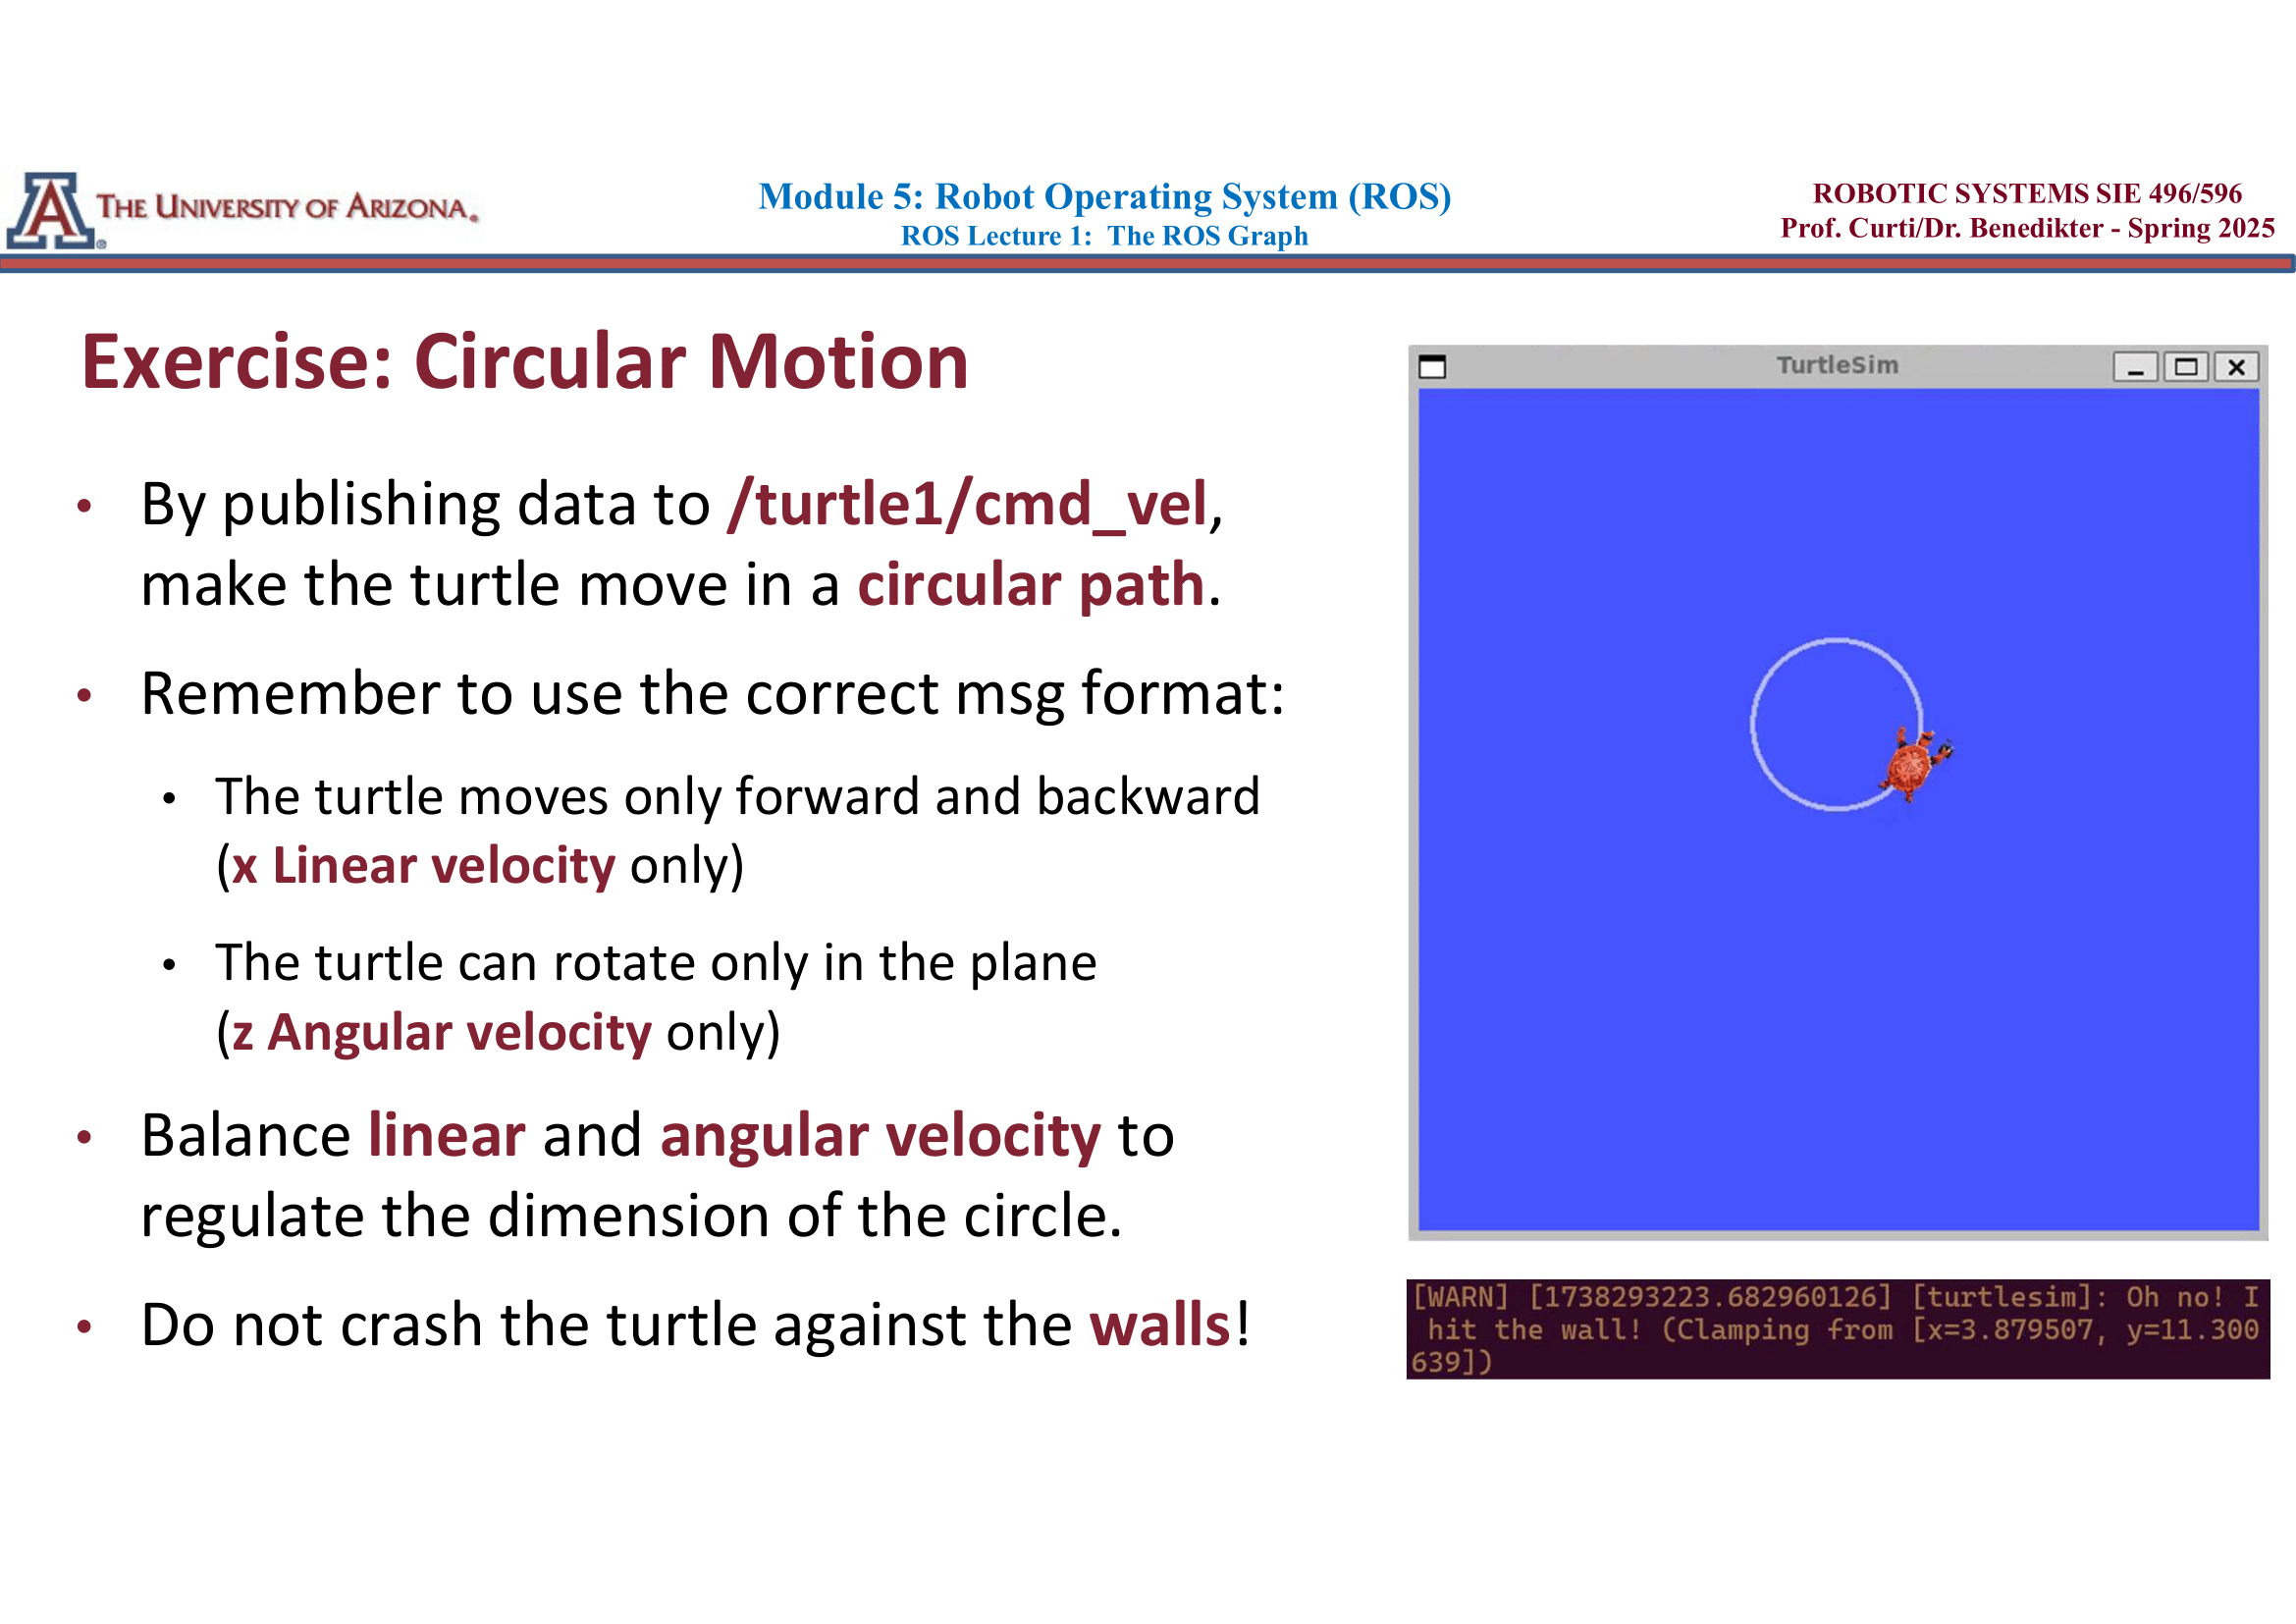 THE UNIVERSITY OF ARIZONA.
Module 5: Robot Operating System (ROS)
ROS Lecture 1: The ROS Graph
ROBOTIC SYSTEMS SIE 496/596
Prof. Curti/Dr. Benedikter - Spring 2025
Exercise: Circular Motion
• By publishing data to /turtle1/cmd_vel,
make the turtle move in a circular path.
• Remember to use the correct msg format:
• The turtle moves only forward and backward
(x Linear velocity only)
• The turtle can rotate only in the plane
(z Angular velocity only)
• Balance linear and angular velocity to
regulate the dimension of the circle.
• Do not crash the turtle against the walls!
TurtleSim
[WARN] [1738293223.682960126] [turtlesim]: Oh no! I
hit the wall! (Clamping from [x=3.879507, y=11.300
639])